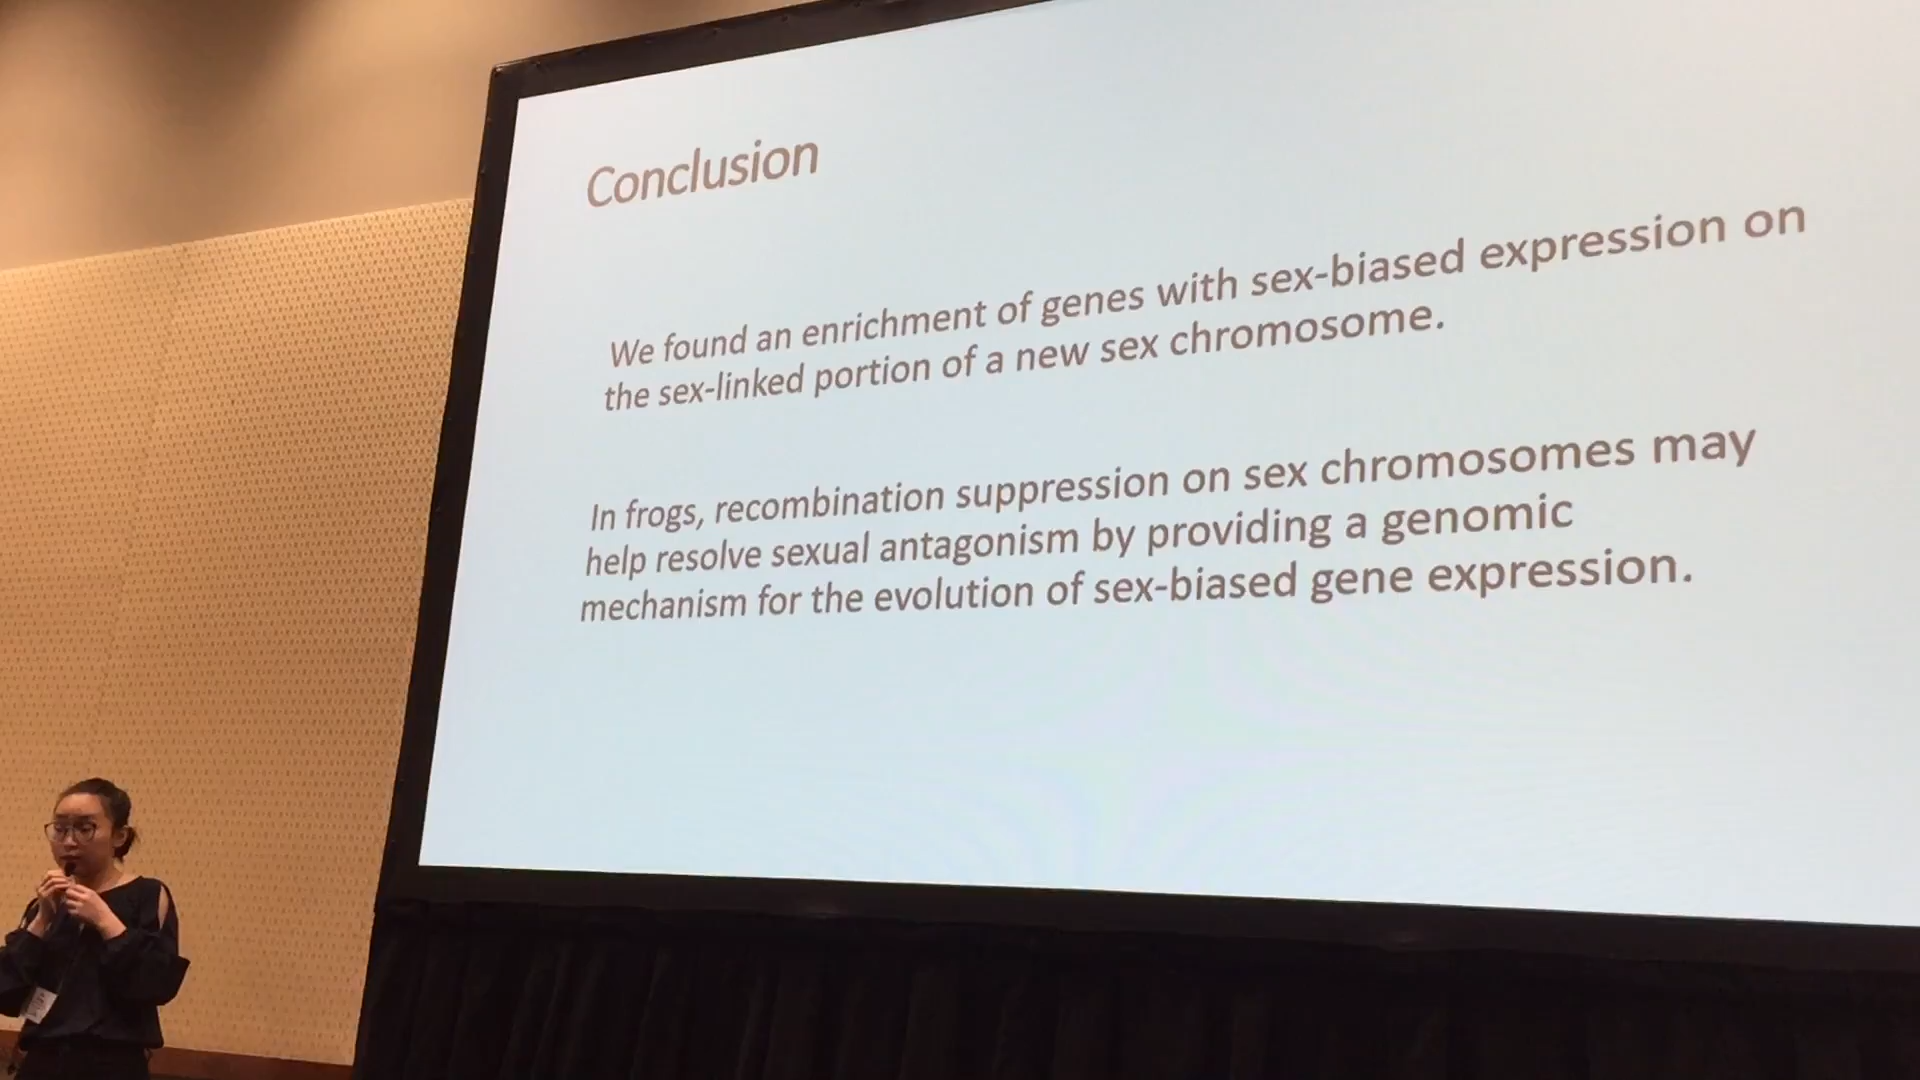 Conclusion
We found an enrichment of genes with sex-biased expression on
the sex-linked portion of a new sex chromosome.
In frogs, recombination suppression on sex chromosomes may
help resolve sexual antagonism by providing a genomic
mechanism for the evolution of sex-biased gene expression.